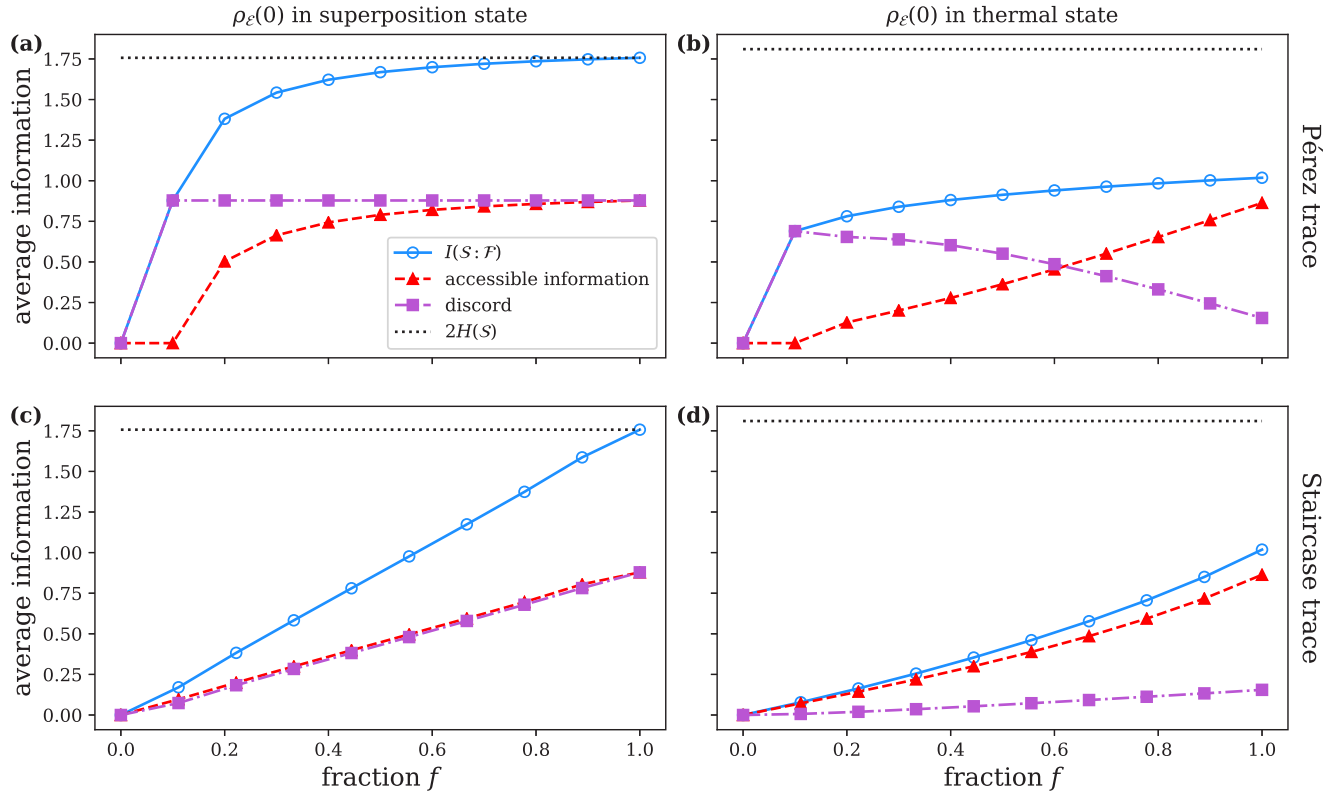 ρ_ℰ(0) in superposition state
ρ_ℰ(0) in thermal state
(a)
(b)
1.75
1.50
1.25
1.00
0.75
0.50
0.25
0.00
average information
I(𝒮 : ℱ)
accessible information
discord
2H(𝒮)
Pérez trace
(c)
(d)
1.75
1.50
1.25
1.00
0.75
0.50
0.25
0.00
average information
Staircase trace
0.0 0.2 0.4 0.6 0.8 1.0
0.0 0.2 0.4 0.6 0.8 1.0
fraction f
fraction f